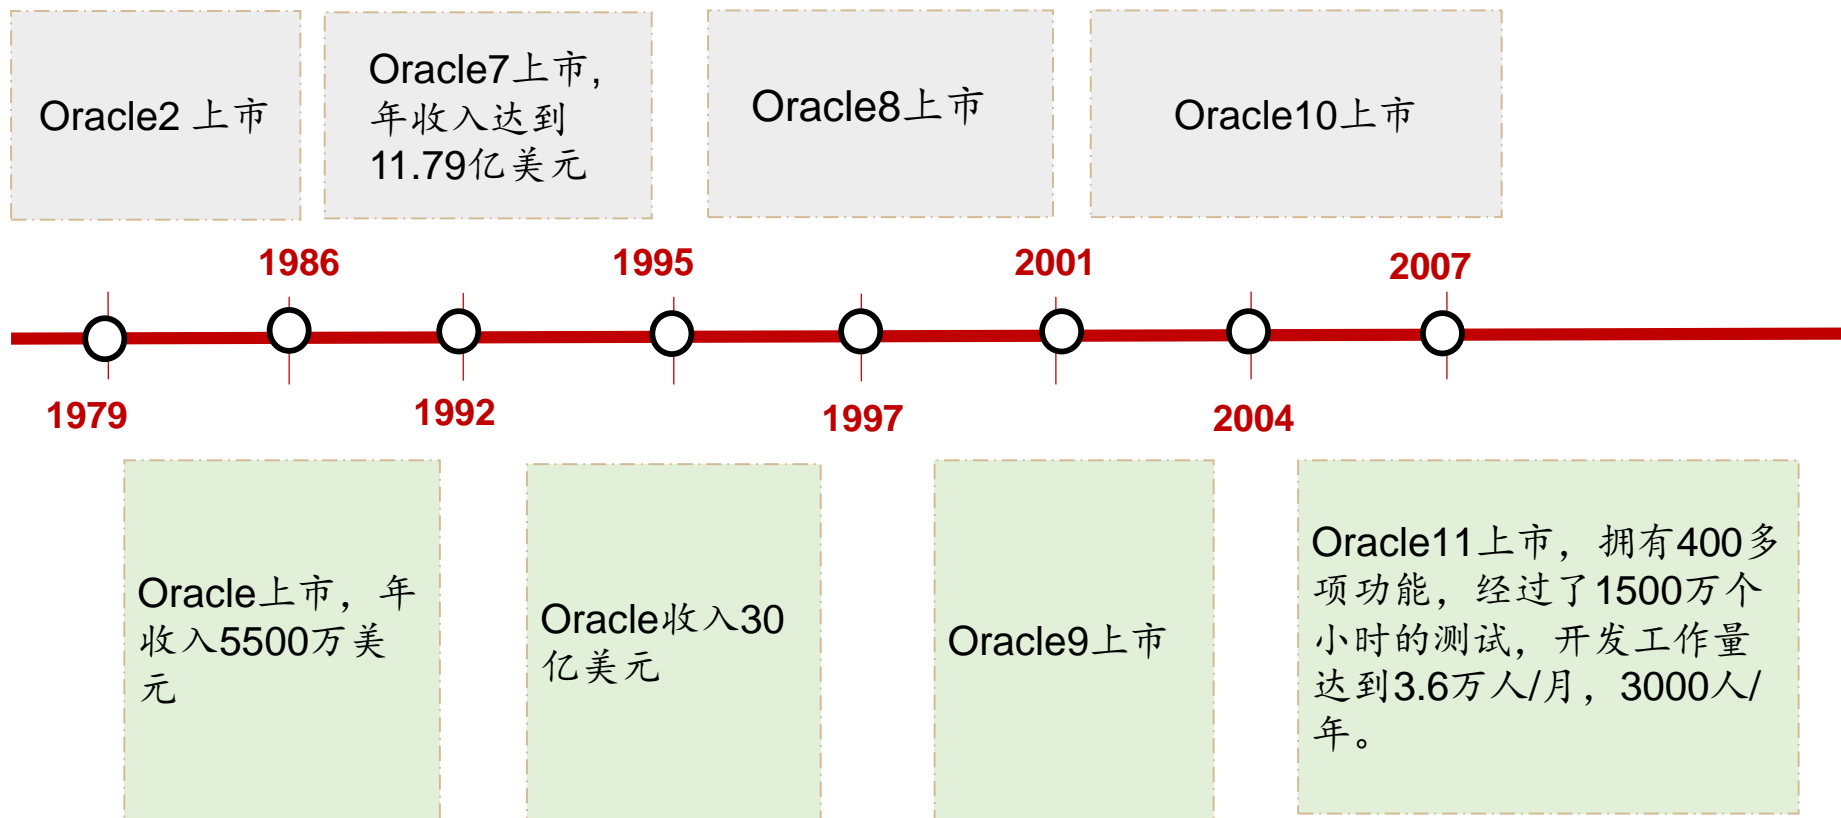 Oracle2 上市
Oracle7上市,
年收入达到
11.79亿美元
Oracle8上市
Oracle10上市
1986
1995
2001
2007
1979
1992
1997
2004
Oracle上市，年
收入5500万美
元
Oracle收入30
亿美元
Oracle9上市
Oracle11上市，拥有400多
项功能，经过了1500万个
小时的测试，开发工作量
达到3.6万人/月，3000人/
年。